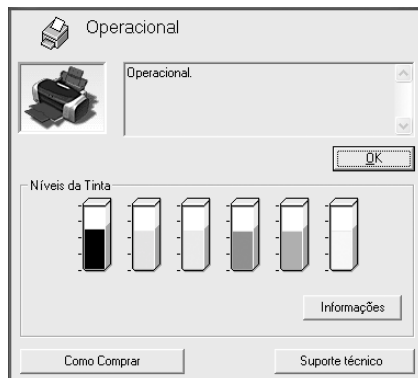 Operacional
Operacional.
OK
Níveis da Tinta
Informações
Como Comprar
Suporte técnico